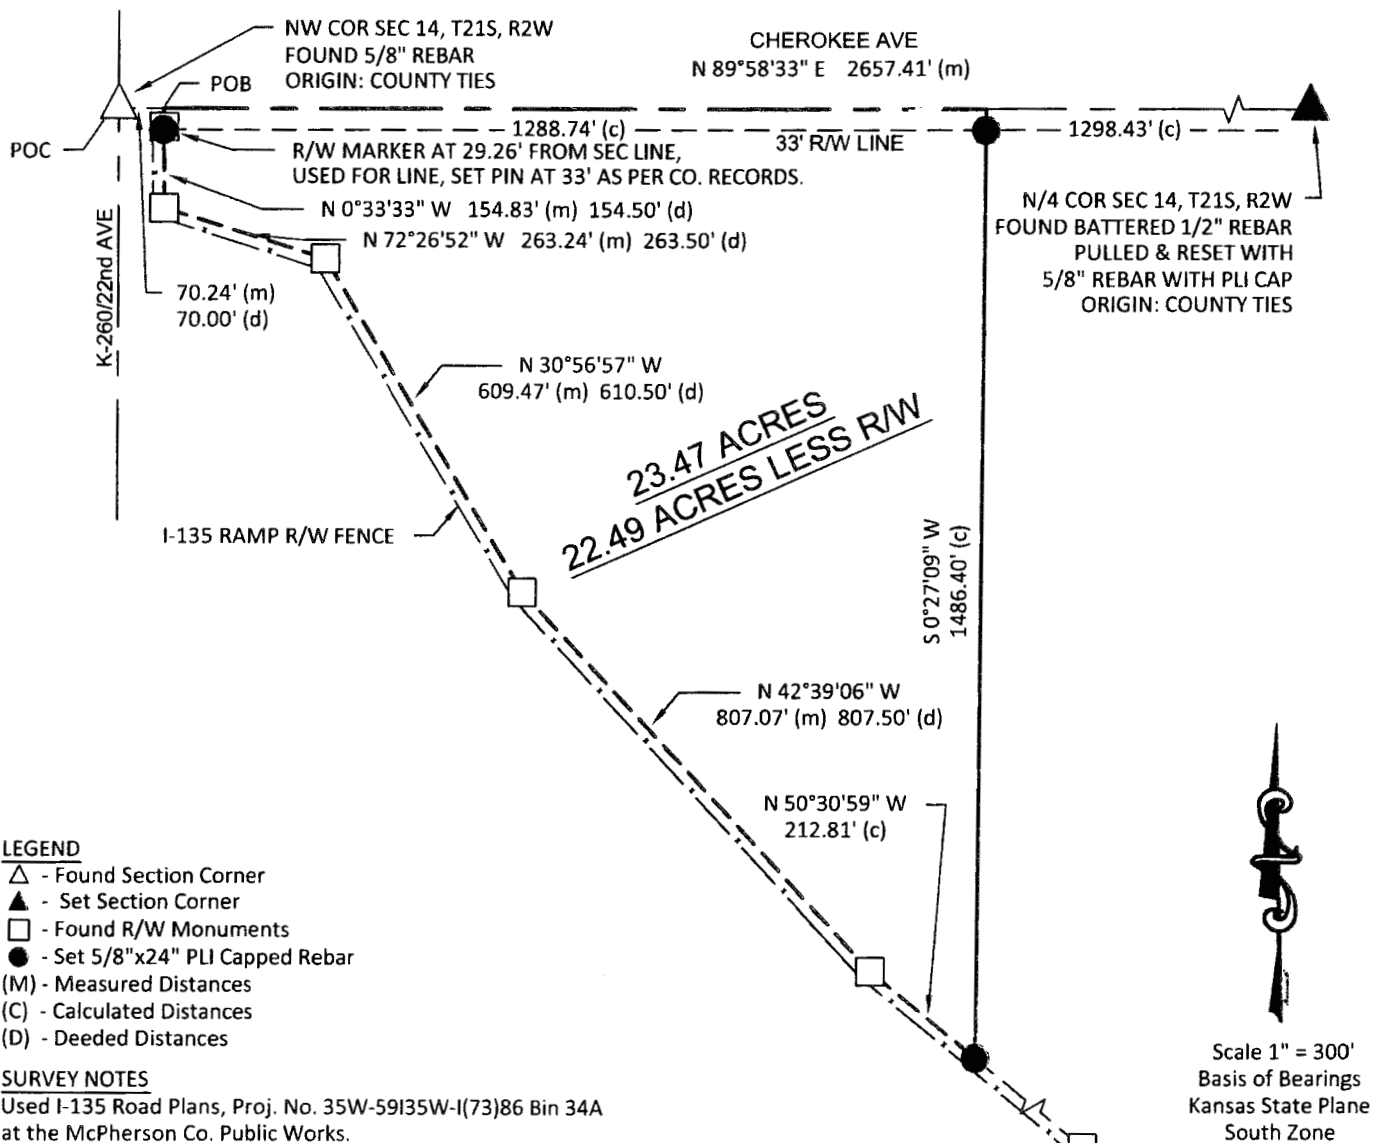 NW COR SEC 14, T21S, R2W
FOUND 5/8" REBAR
ORIGIN: COUNTY TIES
CHEROKEE AVE
N 89°58'33" E 2657.41' (m)
POB
POC
1288.74' (c)
33' R/W LINE
1298.43' (c)
R/W MARKER AT 29.26' FROM SEC LINE,
USED FOR LINE, SET PIN AT 33' AS PER CO. RECORDS.
N 0°33'33" W 154.83' (m) 154.50' (d)
N 72°26'52" W 263.24' (m) 263.50' (d)
N/4 COR SEC 14, T21S, R2W
FOUND BATTERED 1/2" REBAR
PULLED & RESET WITH
5/8" REBAR WITH PLI CAP
ORIGIN: COUNTY TIES
K-260/22nd AVE
70.24' (m)
70.00' (d)
N 30°56'57" W
609.47' (m) 610.50' (d)
23.47 ACRES
22.49 ACRES LESS R/W
I-135 RAMP R/W FENCE
S 0°27'09" W
1486.40' (c)
N 42°39'06" W
807.07' (m) 807.50' (d)
N 50°30'59" W
212.81' (c)
LEGEND
- Found Section Corner
- Set Section Corner
- Found R/W Monuments
- Set 5/8"x24" PLI Capped Rebar
(M) - Measured Distances
(C) - Calculated Distances
(D) - Deeded Distances
SURVEY NOTES
Used I-135 Road Plans, Proj. No. 35W-59I35W-I(73)86 Bin 34A
at the McPherson Co. Public Works.
Scale 1" = 300'
Basis of Bearings
Kansas State Plane
South Zone